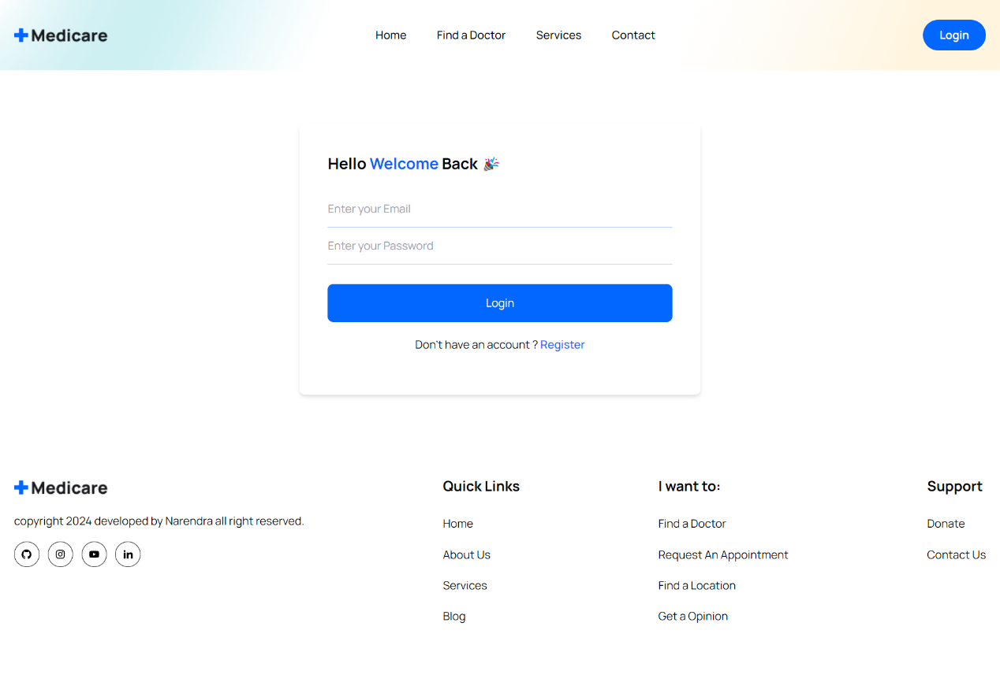 Medicare
Home Find a Doctor Services Contact
Login
Hello Welcome Back 🎉
Enter your Email
Enter your Password
Login
Don't have an account ? Register
Medicare
copyright 2024 developed by Narendra all right reserved.
Quick Links
Home
About Us
Services
Blog
I want to:
Find a Doctor
Request An Appointment
Find a Location
Get a Opinion
Support
Donate
Contact Us